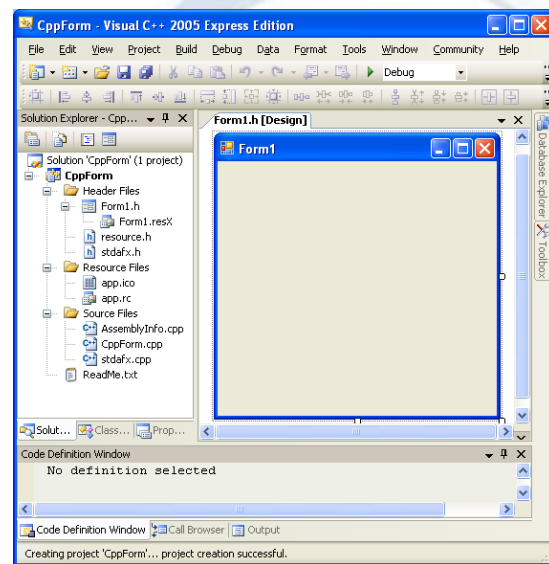 CppForm - Visual C++ 2005 Express Edition
File Edit View Project Build Debug Data Format Tools Window Community Help
Debug
Solution Explorer - Cpp...
Form1.h [Design]
Solution 'CppForm' (1 project)
CppForm
Header Files
Form1.h
Form1.resX
resource.h
stdafx.h
Resource Files
app.ico
app.rc
Source Files
AssemblyInfo.cpp
CppForm.cpp
stdafx.cpp
ReadMe.txt
Form1
Database Explorer
Toolbox
Solut... Class... Prop...
Code Definition Window
No definition selected
Code Definition Window Call Browser Output
Creating project 'CppForm'... project creation successful.